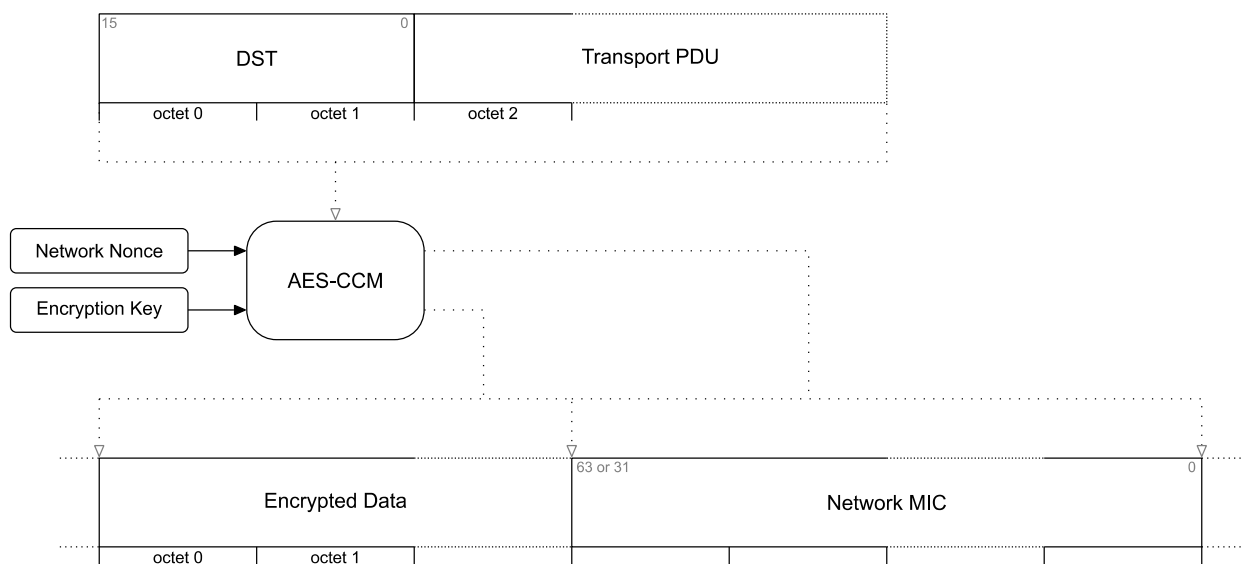 15 0
DST Transport PDU
octet 0 octet 1 octet 2
Network Nonce
AES-CCM
Encryption Key
63 or 31 0
Encrypted Data Network MIC
octet 0 octet 1